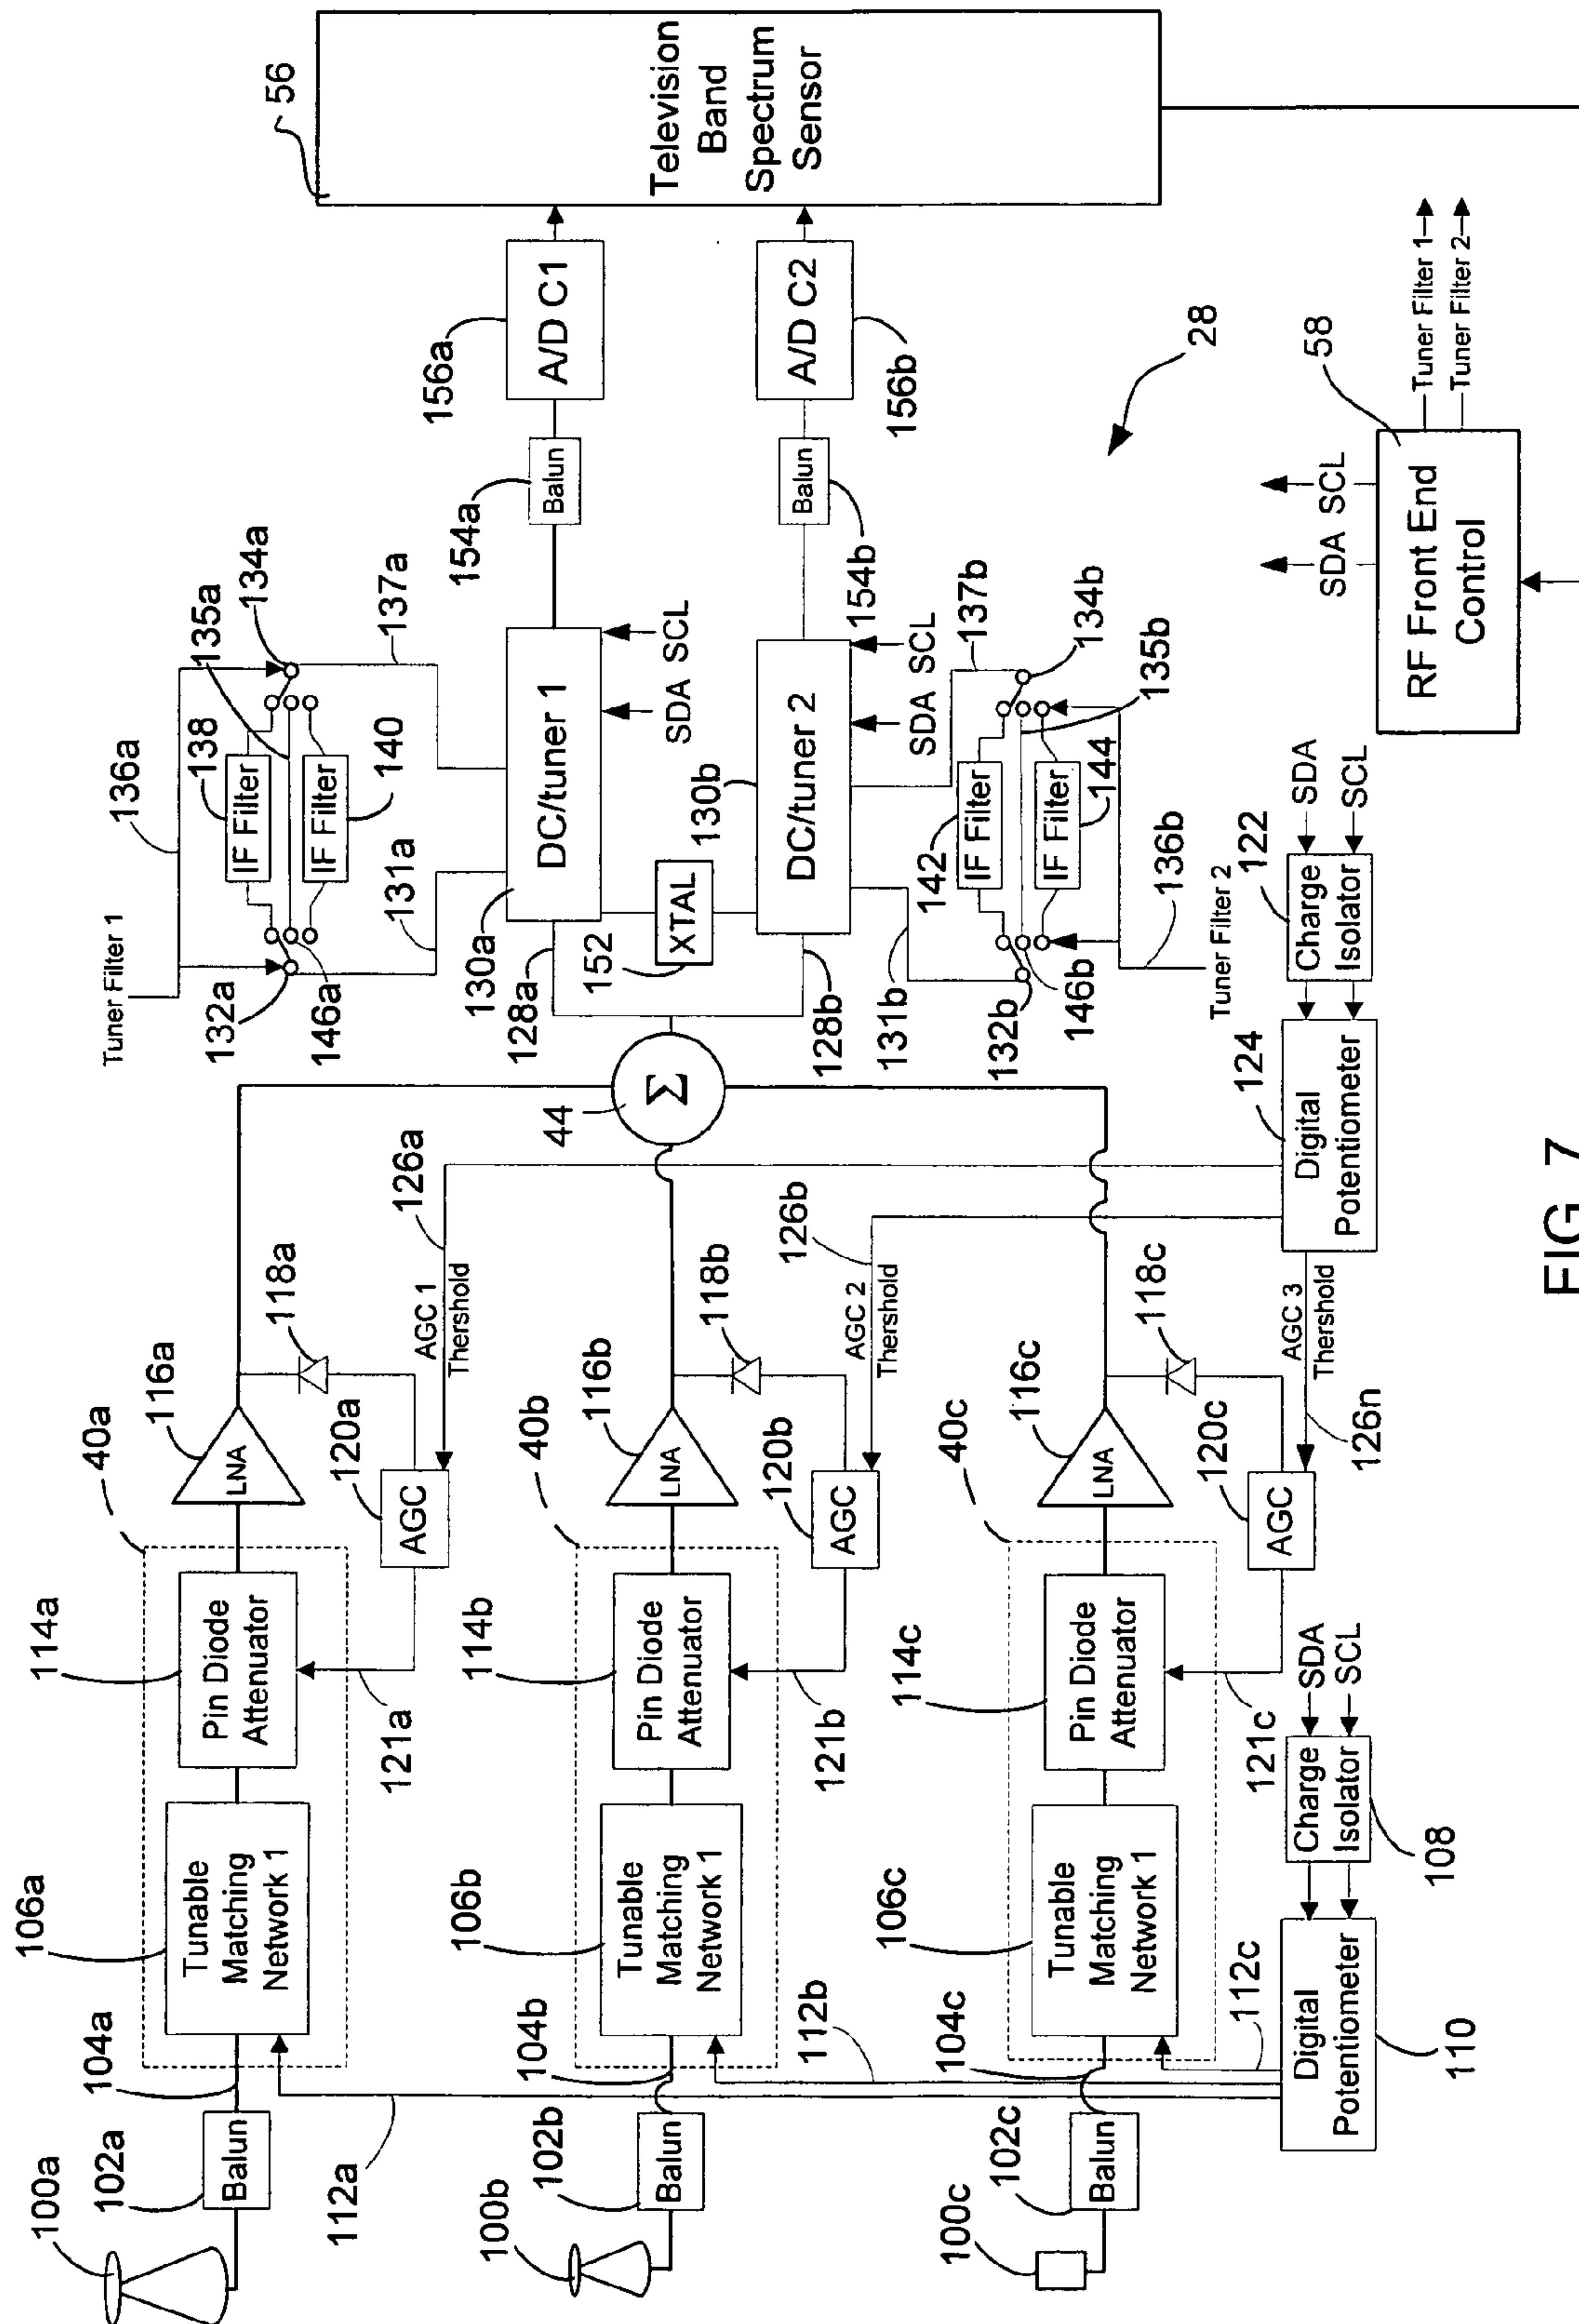 100a
102a
104a
106a
114a
40a
116a
118a
120a
121a
112a
Balun
Tunable
Matching
Network 1
Pin Diode
Attenuator
LNA
AGC
AGC 1
Thershold
126a
100b
102b
104b
106b
114b
40b
116b
118b
120b
121b
112b
Balun
Tunable
Matching
Network 1
Pin Diode
Attenuator
LNA
AGC
AGC 2
Thershold
126b
100c
102c
104c
106c
114c
40c
116c
118c
120c
121c
112c
Balun
Tunable
Matching
Network 1
Pin Diode
Attenuator
LNA
AGC
AGC 3
Thershold
126n
Digital
Potentiometer
110
Charge
Isolator
108
SDA
SCL
44
Σ
Tuner Filter 1
136a
132a
146a
138
IF Filter
135a
134a
IF Filter
140
131a
137a
130a
128a
DC/tuner 1
SDA
SCL
154a
Balun
156a
A/D C1
152
XTAL
128b
130b
DC/tuner 2
SDA
SCL
154b
Balun
156b
A/D C2
131b
137b
142
IF Filter
132b
146b
IF Filter
144
134b
135b
136b
Tuner Filter 2
56
Television
Band
Spectrum
Sensor
28
124
Digital
Potentiometer
122
Charge
Isolator
SDA
SCL
58
RF Front End
Control
SDA
SCL
Tuner Filter 1
Tuner Filter 2
FIG. 7